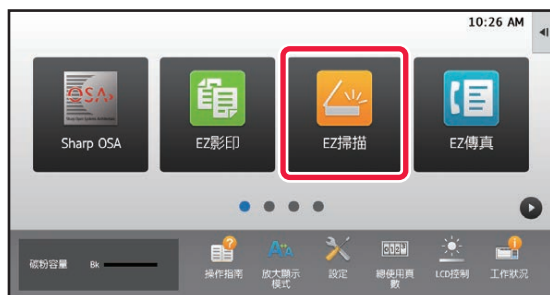 10:26 AM
OSA
Sharp OSA
EZ影印
EZ掃描
EZ傳真
碳粉容量
Bk
操作指南
放大顯示
模式
設定
總使用頁
數
LCD控制
工作狀況